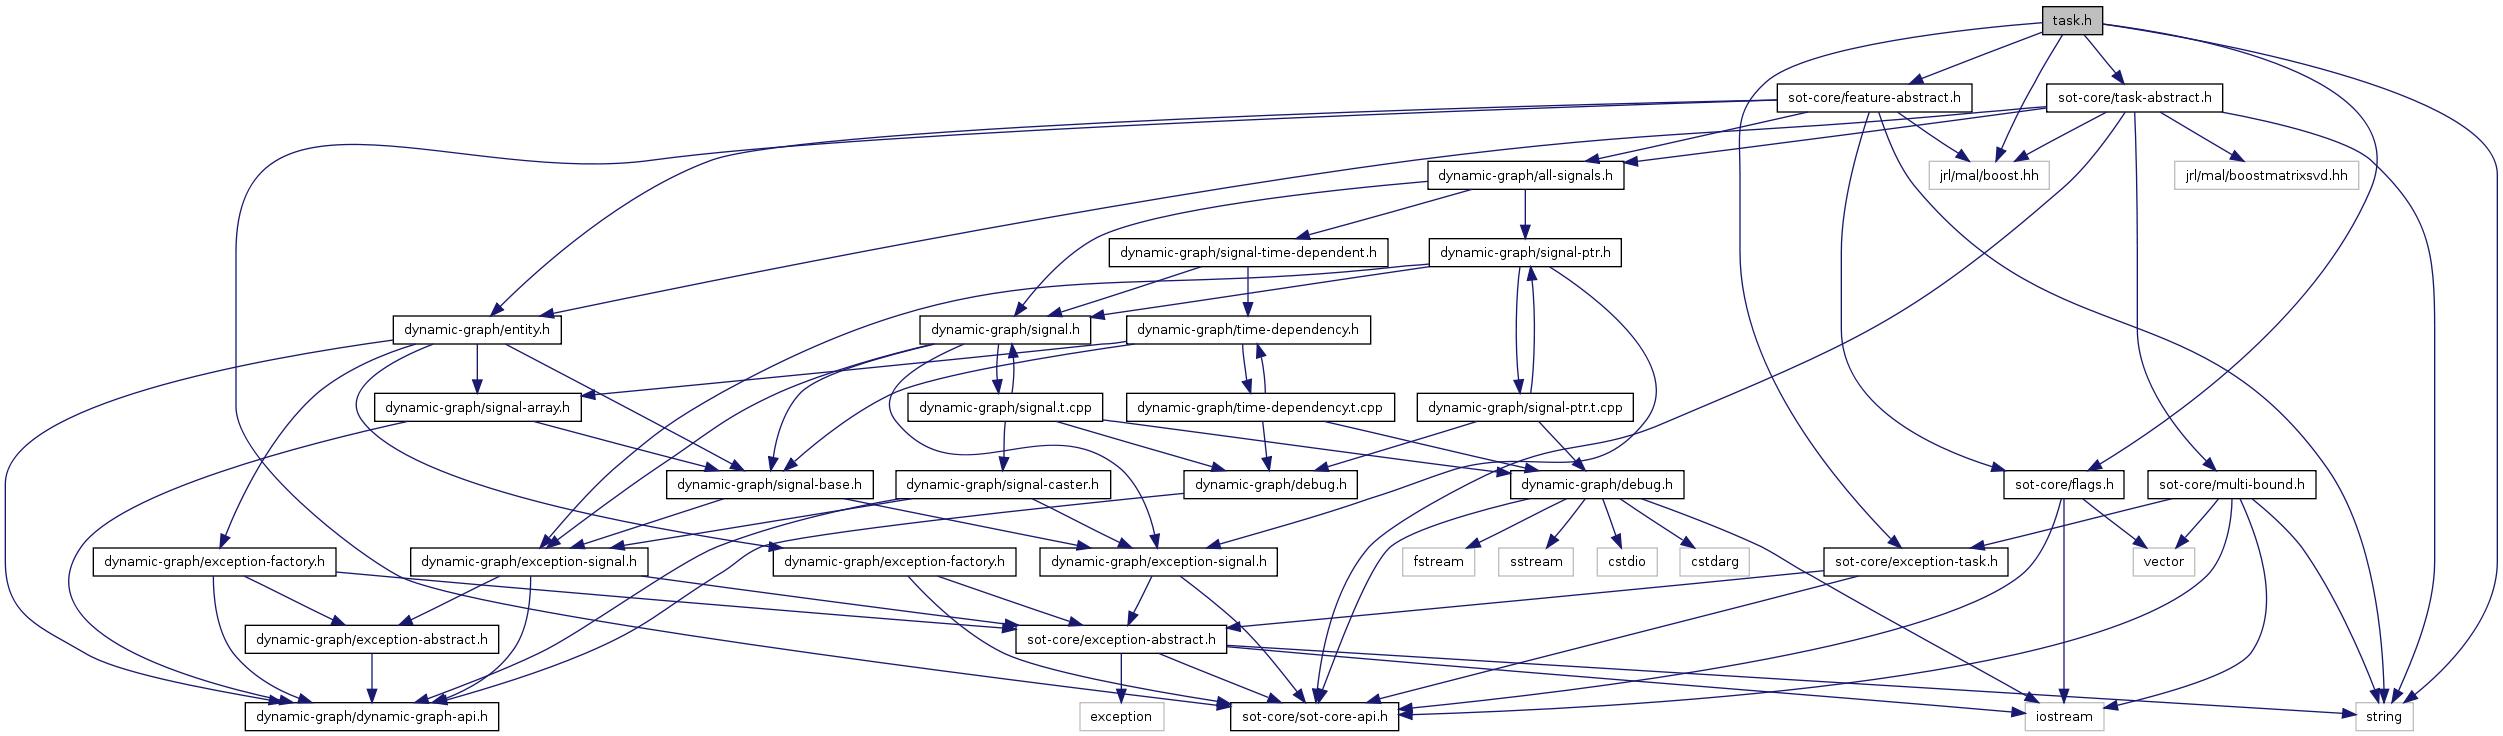 task.h
sot-core/feature-abstract.h
sot-core/task-abstract.h
dynamic-graph/all-signals.h
jrl/mal/boost.hh
jrl/mal/boostmatrixsvd.hh
dynamic-graph/signal-time-dependent.h
dynamic-graph/signal-ptr.h
dynamic-graph/entity.h
dynamic-graph/signal.h
dynamic-graph/time-dependency.h
dynamic-graph/signal-array.h
dynamic-graph/signal.t.cpp
dynamic-graph/time-dependency.t.cpp
dynamic-graph/signal-ptr.t.cpp
dynamic-graph/signal-base.h
dynamic-graph/signal-caster.h
dynamic-graph/debug.h
dynamic-graph/debug.h
sot-core/flags.h
sot-core/multi-bound.h
dynamic-graph/exception-factory.h
dynamic-graph/exception-signal.h
dynamic-graph/exception-factory.h
dynamic-graph/exception-signal.h
fstream
sstream
cstdio
cstdarg
sot-core/exception-task.h
vector
dynamic-graph/exception-abstract.h
sot-core/exception-abstract.h
dynamic-graph/dynamic-graph-api.h
exception
sot-core/sot-core-api.h
iostream
string